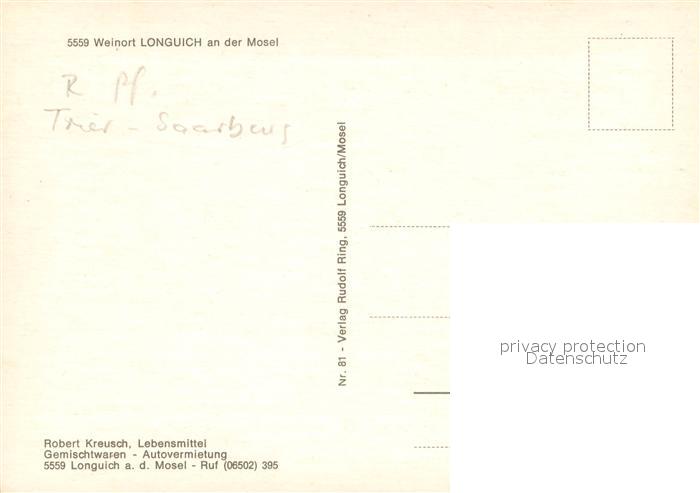 5559 Weinort LONGUICH an der Mosel
R Pf.
Trier - Saarburg
Nr. 81 - Verlag Rudolf Ring, 5559 Longuich/Mosel
privacy protection
Datenschutz
Robert Kreusch, Lebensmittel
Gemischtwaren - Autovermietung
5559 Longuich a. d. Mosel - Ruf (06502) 395